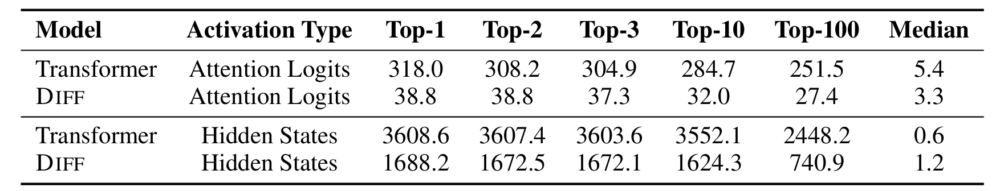 Model Activation Type Top-1 Top-2 Top-3 Top-10 Top-100 Median
Transformer Attention Logits 318.0 308.2 304.9 284.7 251.5 5.4
DIFF Attention Logits 38.8 38.8 37.3 32.0 27.4 3.3
Transformer Hidden States 3608.6 3607.4 3603.6 3552.1 2448.2 0.6
DIFF Hidden States 1688.2 1672.5 1672.1 1624.3 740.9 1.2